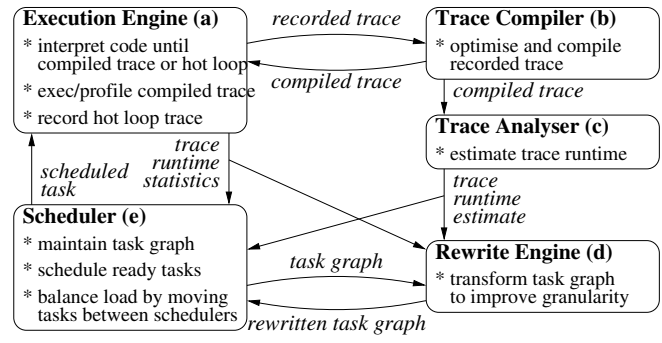 Execution Engine (a)
* interpret code until
compiled trace or hot loop
* exec/profile compiled trace
* record hot loop trace
recorded trace
compiled trace
Trace Compiler (b)
* optimise and compile
recorded trace
compiled trace
Trace Analyser (c)
* estimate trace runtime
scheduled
task
trace
runtime
statistics
trace
runtime
estimate
Scheduler (e)
* maintain task graph
* schedule ready tasks
* balance load by moving
tasks between schedulers
task graph
rewritten task graph
Rewrite Engine (d)
* transform task graph
to improve granularity